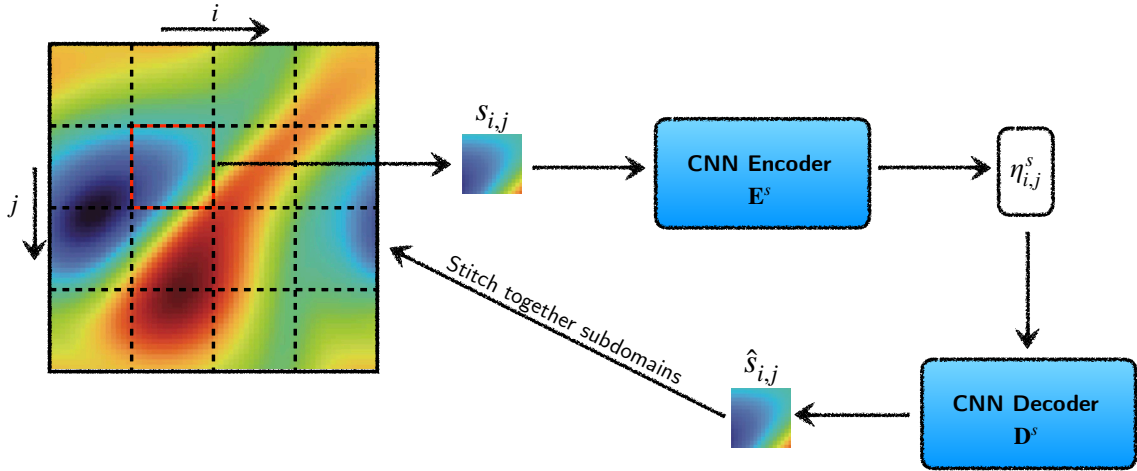 i
j
s_{i,j}
CNN Encoder
E^s
η^s_{i,j}
Stitch together subdomains
ŝ_{i,j}
CNN Decoder
D^s